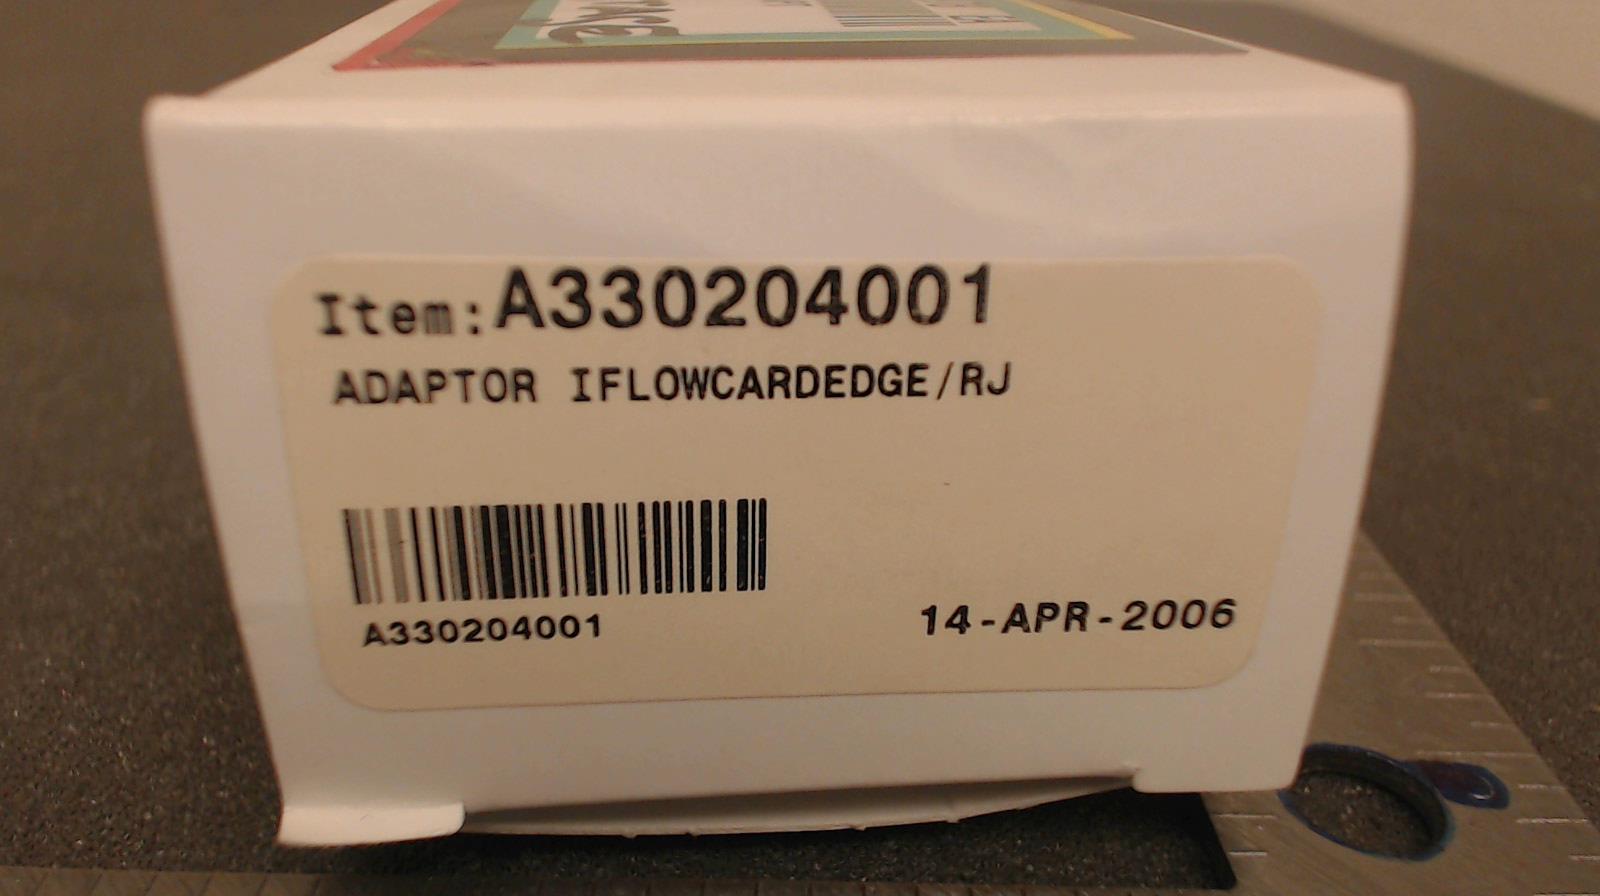 Item: A330204001
ADAPTOR IFLOWCARDEDGE/RJ
A330204001
14-APR-2006